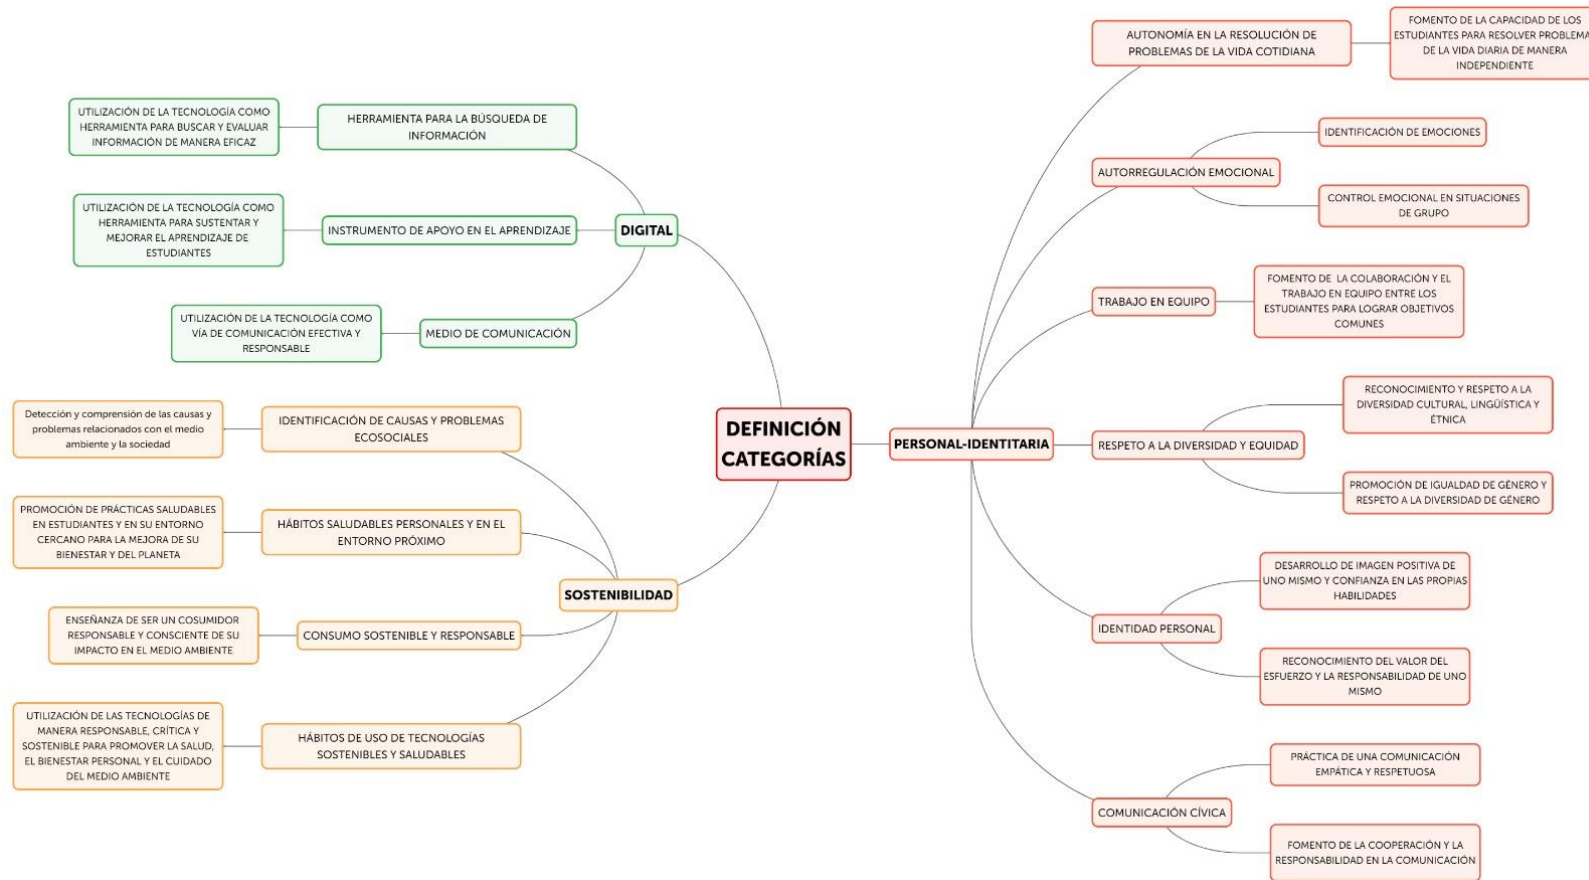 DEFINICIÓN
CATEGORÍAS
DIGITAL
HERRAMIENTA PARA LA BÚSQUEDA DE
INFORMACIÓN
UTILIZACIÓN DE LA TECNOLOGÍA COMO
HERRAMIENTA PARA BUSCAR Y EVALUAR
INFORMACIÓN DE MANERA EFICAZ
INSTRUMENTO DE APOYO EN EL APRENDIZAJE
UTILIZACIÓN DE LA TECNOLOGÍA COMO
HERRAMIENTA PARA SUSTENTAR Y
MEJORAR EL APRENDIZAJE DE
ESTUDIANTES
MEDIO DE COMUNICACIÓN
UTILIZACIÓN DE LA TECNOLOGÍA COMO
VÍA DE COMUNICACIÓN EFECTIVA Y
RESPONSABLE
SOSTENIBILIDAD
IDENTIFICACIÓN DE CAUSAS Y PROBLEMAS
ECOSOCIALES
Detección y comprensión de las causas y
problemas relacionados con el medio
ambiente y la sociedad
HÁBITOS SALUDABLES PERSONALES Y EN EL
ENTORNO PRÓXIMO
PROMOCIÓN DE PRÁCTICAS SALUDABLES
EN ESTUDIANTES Y EN SU ENTORNO
CERCANO PARA LA MEJORA DE SU
BIENESTAR Y DEL PLANETA
CONSUMO SOSTENIBLE Y RESPONSABLE
ENSEÑANZA DE SER UN COSUMIDOR
RESPONSABLE Y CONSCIENTE DE SU
IMPACTO EN EL MEDIO AMBIENTE
HÁBITOS DE USO DE TECNOLOGÍAS
SOSTENIBLES Y SALUDABLES
UTILIZACIÓN DE LAS TECNOLOGÍAS DE
MANERA RESPONSABLE, CRÍTICA Y
SOSTENIBLE PARA PROMOVER LA SALUD,
EL BIENESTAR PERSONAL Y EL CUIDADO
DEL MEDIO AMBIENTE
PERSONAL-IDENTITARIA
AUTONOMÍA EN LA RESOLUCIÓN DE
PROBLEMAS DE LA VIDA COTIDIANA
FOMENTO DE LA CAPACIDAD DE LOS
ESTUDIANTES PARA RESOLVER PROBLEMA
DE LA VIDA DIARIA DE MANERA
INDEPENDIENTE
AUTORREGULACIÓN EMOCIONAL
IDENTIFICACIÓN DE EMOCIONES
CONTROL EMOCIONAL EN SITUACIONES
DE GRUPO
TRABAJO EN EQUIPO
FOMENTO DE LA COLABORACIÓN Y EL
TRABAJO EN EQUIPO ENTRE LOS
ESTUDIANTES PARA LOGRAR OBJETIVOS
COMUNES
RESPETO A LA DIVERSIDAD Y EQUIDAD
RECONOCIMIENTO Y RESPETO A LA
DIVERSIDAD CULTURAL, LINGÜÍSTICA Y
ÉTNICA
PROMOCIÓN DE IGUALDAD DE GÉNERO Y
RESPETO A LA DIVERSIDAD DE GÉNERO
IDENTIDAD PERSONAL
DESARROLLO DE IMAGEN POSITIVA DE
UNO MISMO Y CONFIANZA EN LAS PROPIAS
HABILIDADES
RECONOCIMIENTO DEL VALOR DEL
ESFUERZO Y LA RESPONSABILIDAD DE UNO
MISMO
COMUNICACIÓN CÍVICA
PRÁCTICA DE UNA COMUNICACIÓN
EMPÁTICA Y RESPETUOSA
FOMENTO DE LA COOPERACIÓN Y LA
RESPONSABILIDAD EN LA COMUNICACIÓN